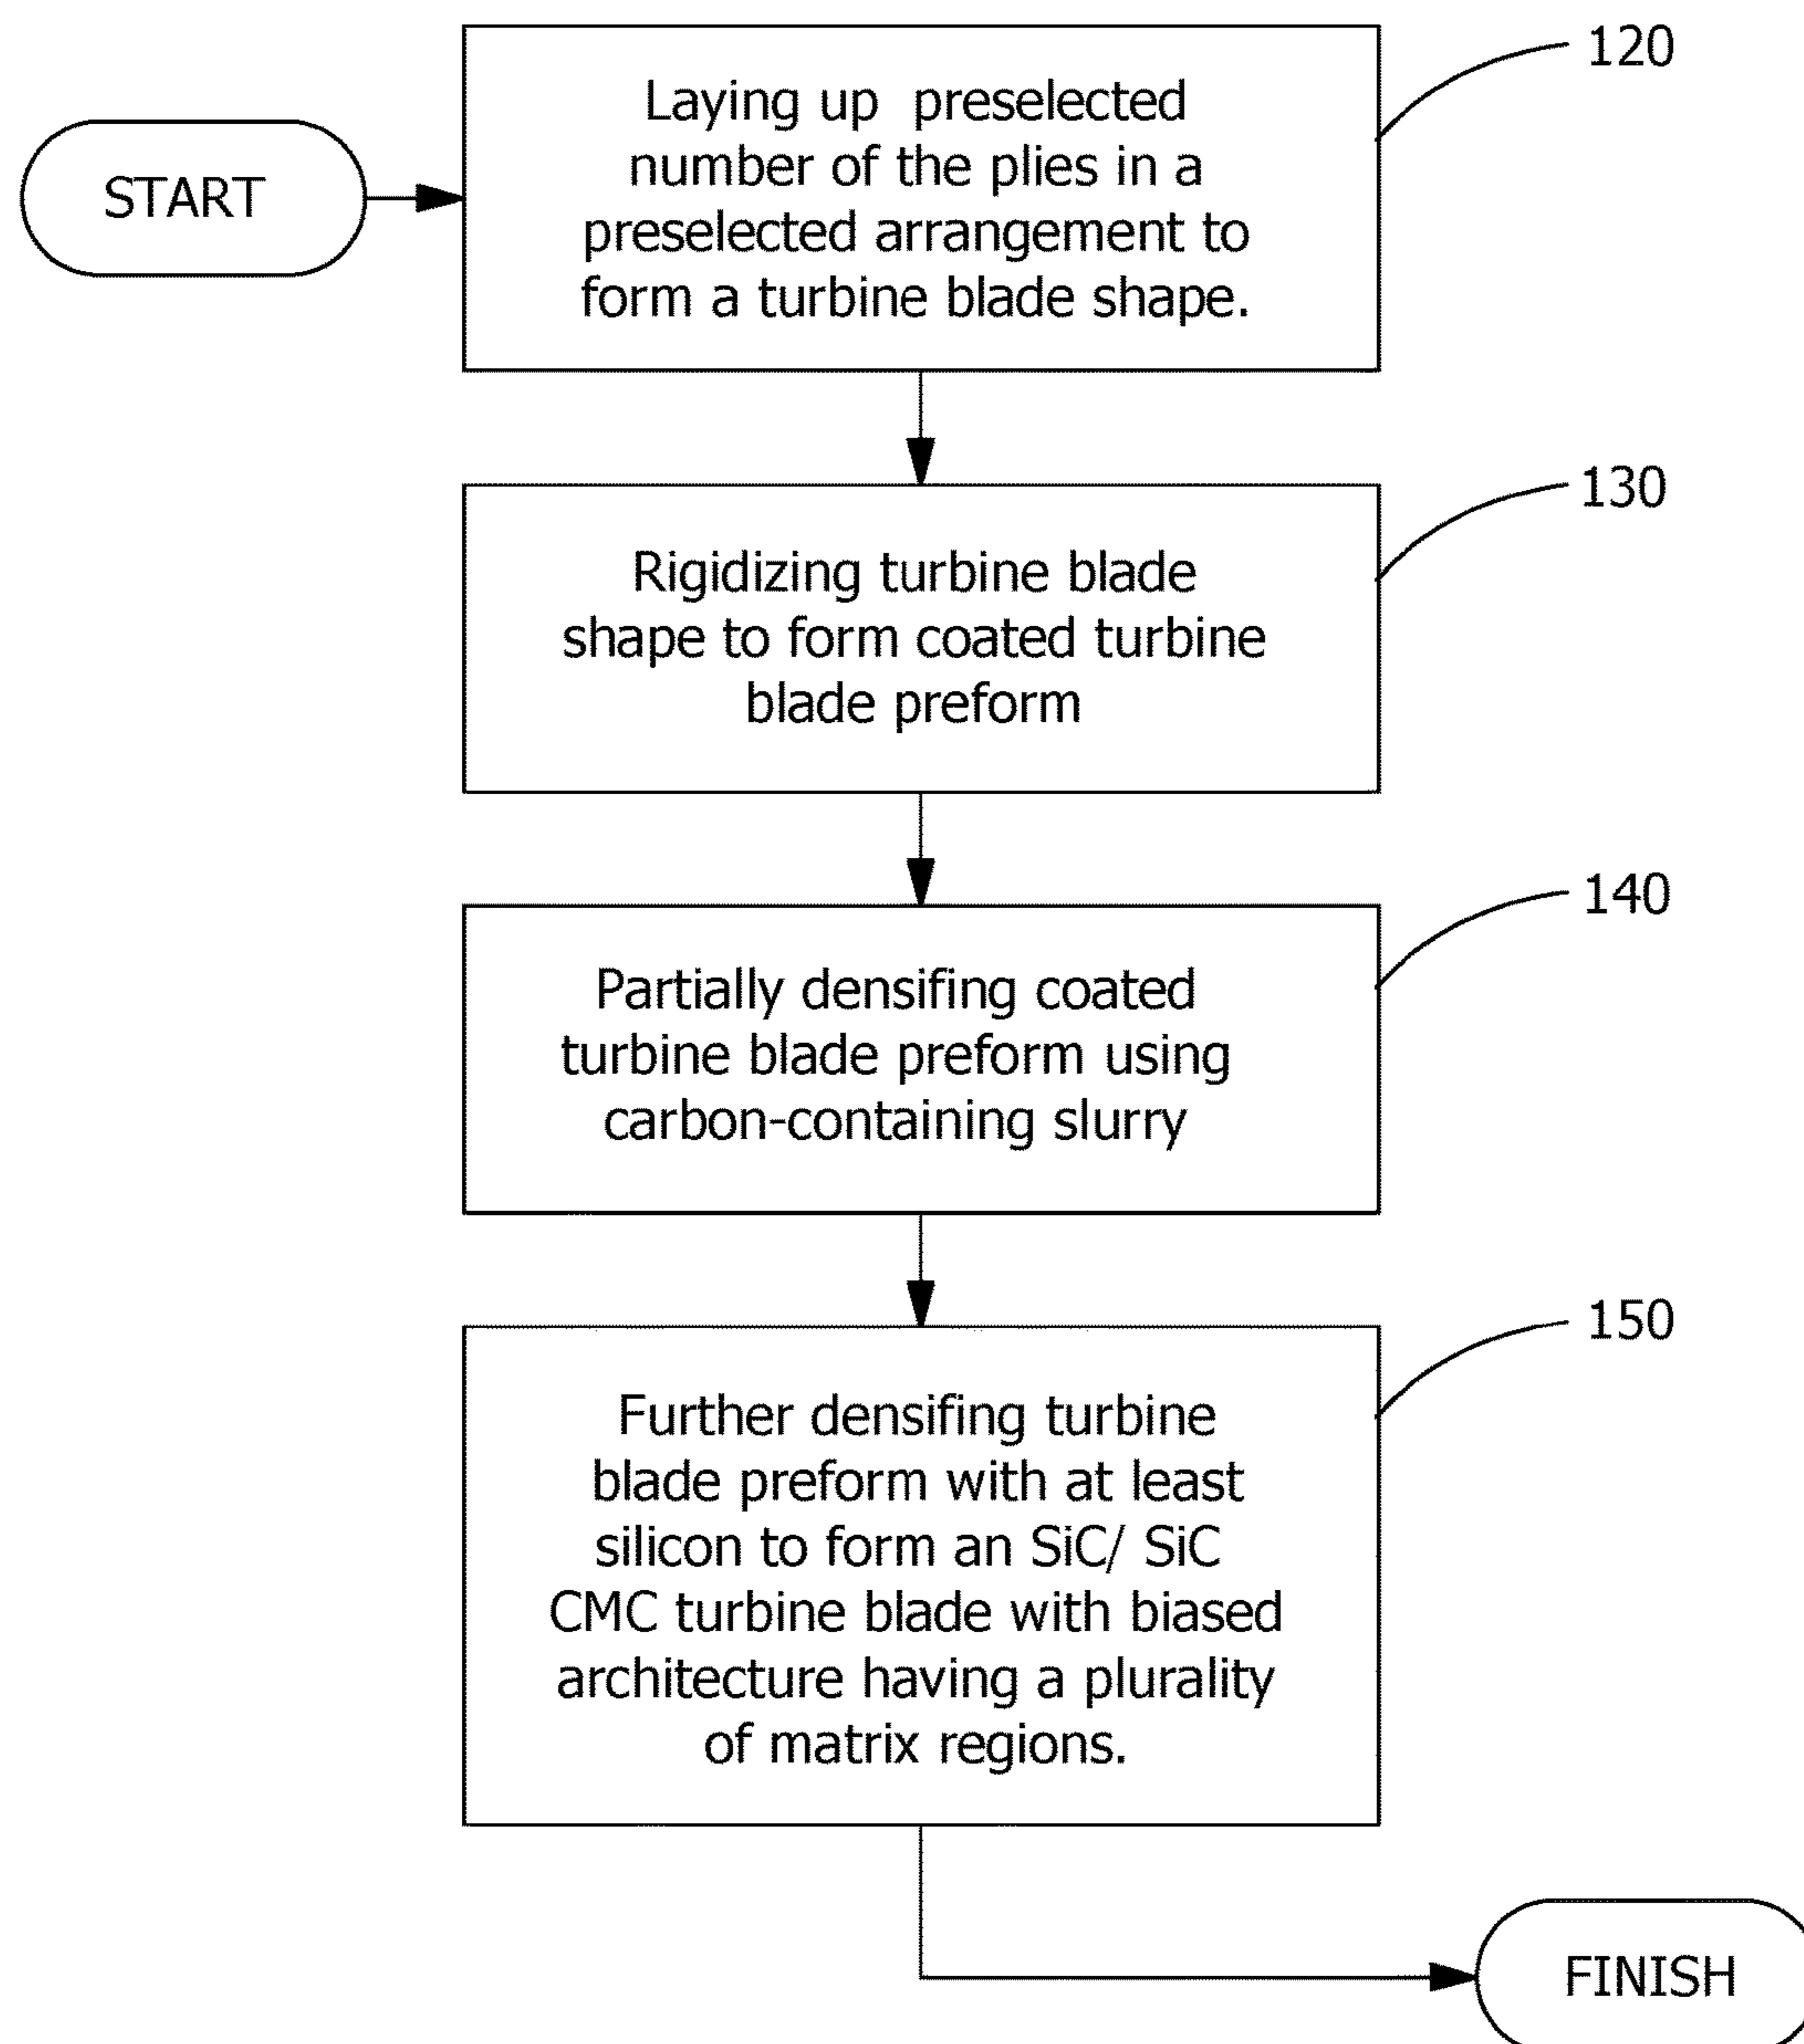 START
120
Laying up preselected
number of the plies in a
preselected arrangement to
form a turbine blade shape.
130
Rigidizing turbine blade
shape to form coated turbine
blade preform
140
Partially densifing coated
turbine blade preform using
carbon-containing slurry
150
Further densifing turbine
blade preform with at least
silicon to form an SiC/ SiC
CMC turbine blade with biased
architecture having a plurality
of matrix regions.
FINISH